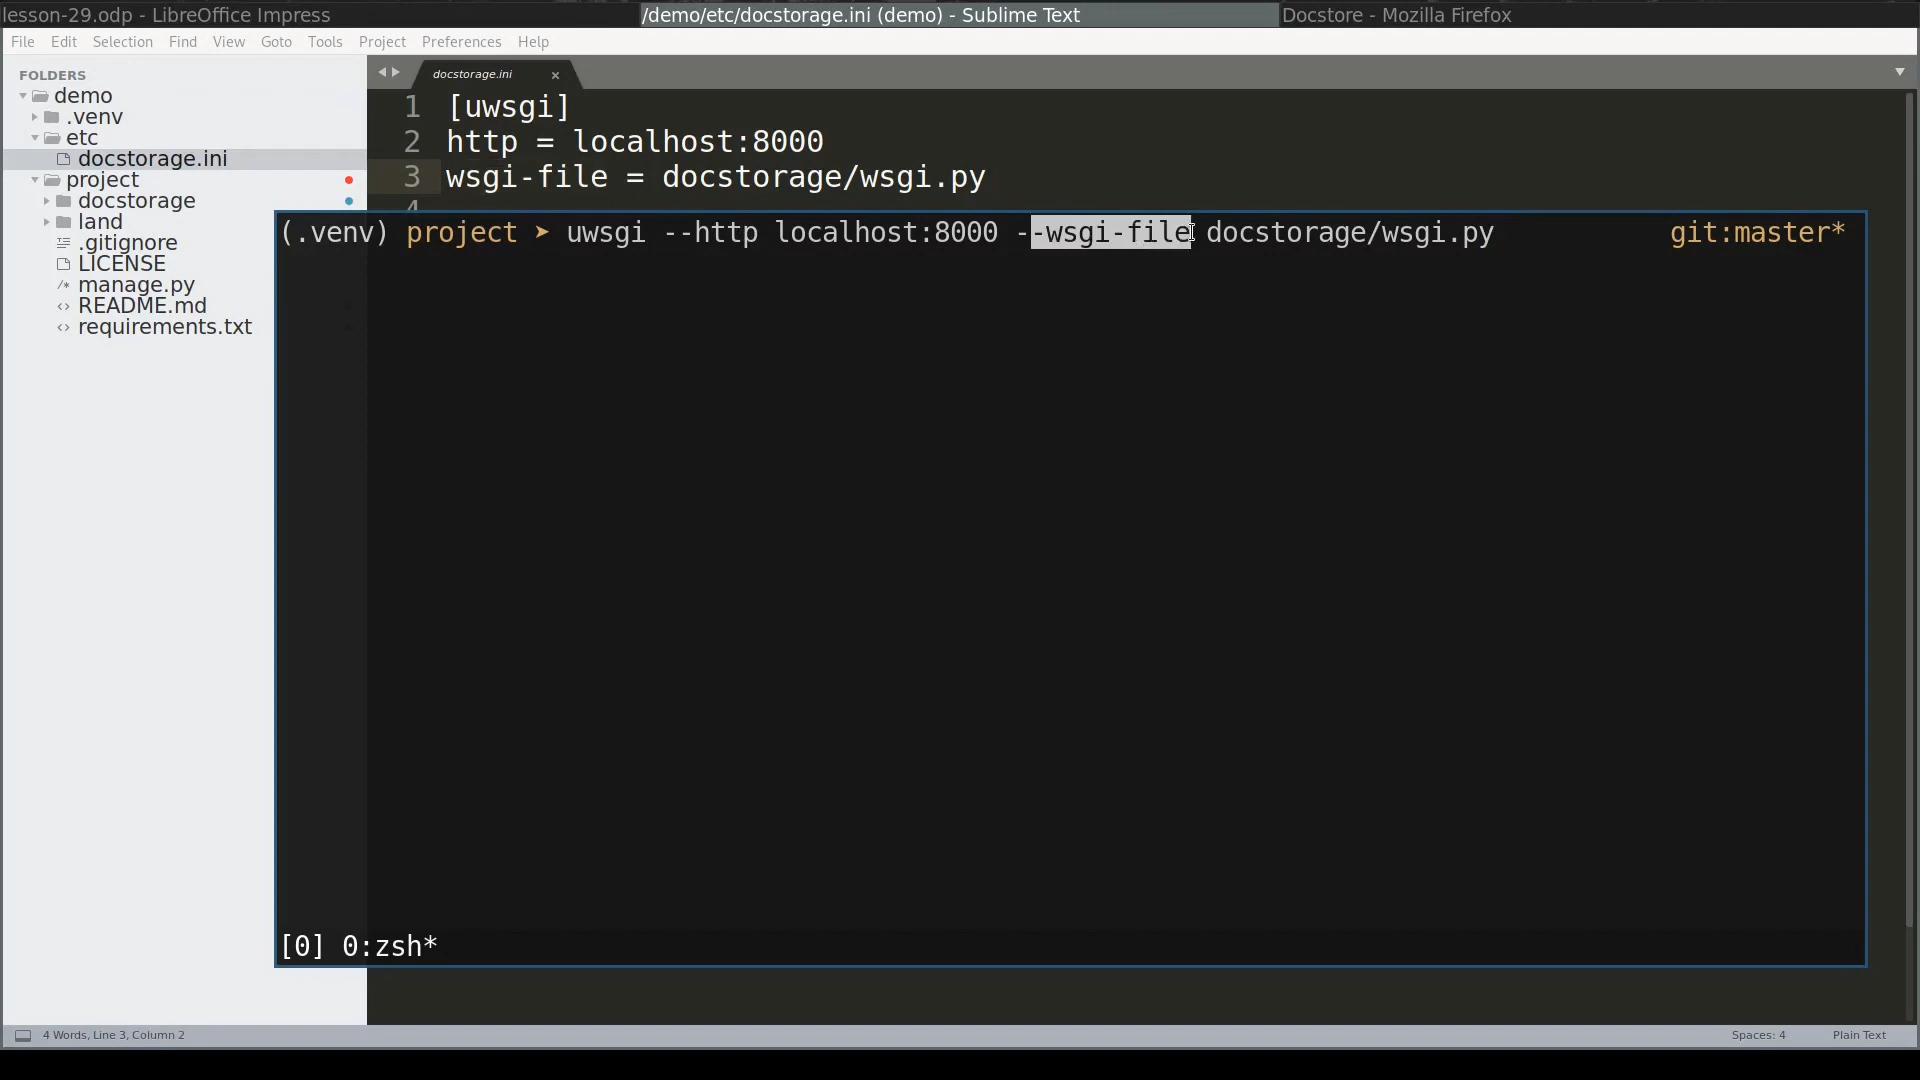 lesson-29.odp - LibreOffice Impress
/demo/etc/docstorage.ini (demo) - Sublime Text
Docstore - Mozilla Firefox
File Edit Selection Find View Goto Tools Project Preferences Help
FOLDERS
demo
.venv
etc
docstorage.ini
project
docstorage
land
.gitignore
LICENSE
manage.py
README.md
requirements.txt
docstorage.ini ×
1 [uwsgi]
2 http = localhost:8000
3 wsgi-file = docstorage/wsgi.py
4
(.venv) project ➤ uwsgi --http localhost:8000 --wsgi-file docstorage/wsgi.py git:master*
[0] 0:zsh*
4 Words, Line 3, Column 2
Spaces: 4
Plain Text